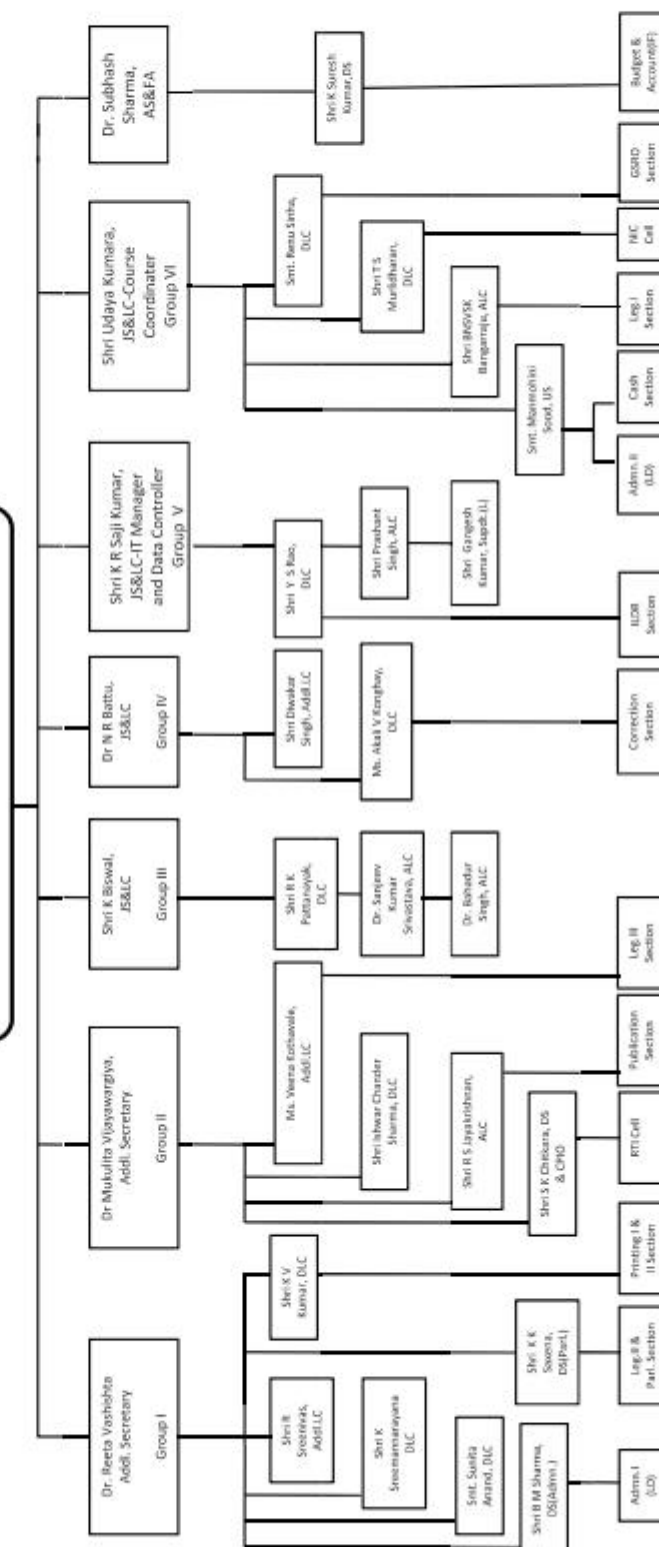 Dr. Reeta Vashishta
Addl. Secretary
Group I
Dr Mukulita Vijayawargiya,
Addl. Secretary
Group II
Shri K Biswal,
JS&LC
Group III
Dr N R Battu,
JS&LC
Group IV
Shri K R Saji Kumar,
JS&LC-IT Manager
and Data Controller
Group V
Shri Udaya Kumara,
JS&LC-Course
Coordinater
Group VI
Dr. Subhash
Sharma,
AS&FA
Shri R
Sreenivas,
Addl.LC
Shri K V
Kumar, DLC
Ms. Veena Kothavale,
Addl.LC
Shri R K
Pattanayak,
DLC
Shri Diwakar
Singh, Addl.LC
Shri Y S Rao,
DLC
Smt. Renu Sinha,
DLC
Shri K Suresh
Kumar,DS
Shri K
Sreemannarayana
DLC
Shri Ishwar Chander
Sharma, DLC
Dr. Sanjeev
Kumar
Srivastava, ALC
Ms. Akali V Konghay,
DLC
Shri Prashant
Singh, ALC
Shri T S
Murlidharan,
DLC
Smt. Sunita
Anand, DLC
Shri R S Jayakrishnan,
ALC
Dr. Bahadur
Singh, ALC
Shri Gangesh
Kumar, Supdt.(L)
Shri BNSVSK
Bangarraju, ALC
Shri B M Sharma,
DS(Admn.)
Shri. K K
Saxena,
DS(Parl.)
Shri S K Chitkara, DS
& CPIO
Smt. Manmohini
Sood, US
Admn.I
(LD)
Leg.II &
Parl. Section
Printing I &
II Section
RTI Cell
Publication
Section
Leg.III
Section
Correction
Section
ILDR
Section
Admn.II
(LD)
Cash
Section
Leg.I
Section
NIC
Cell
GSRD
Section
Budget &
Account(IF)